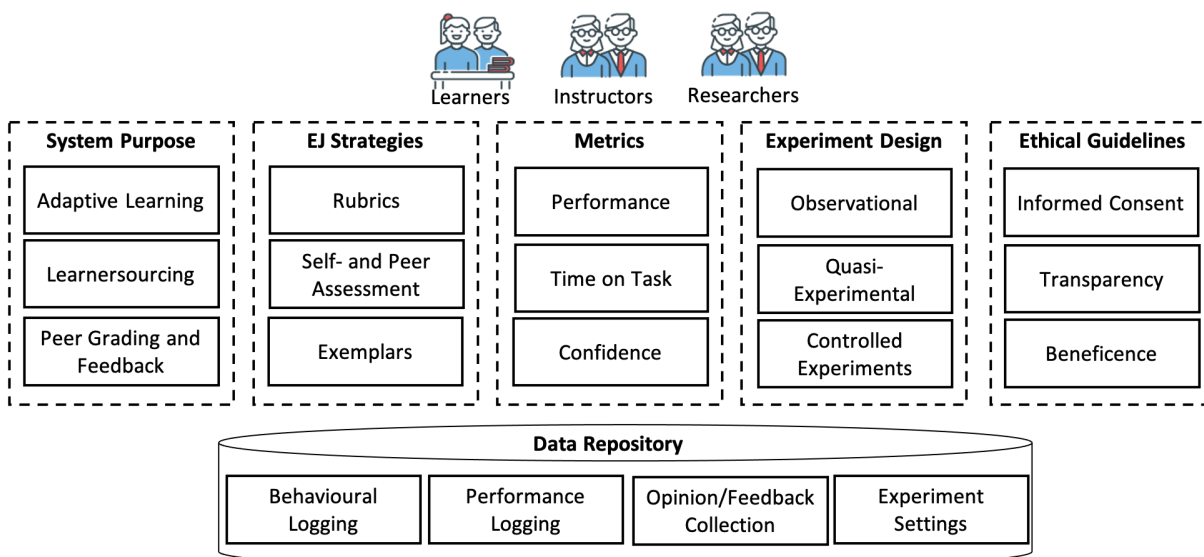 Learners
Instructors
Researchers
System Purpose
Adaptive Learning
Learnersourcing
Peer Grading and
Feedback
EJ Strategies
Rubrics
Self- and Peer
Assessment
Exemplars
Metrics
Performance
Time on Task
Confidence
Experiment Design
Observational
Quasi-
Experimental
Controlled
Experiments
Ethical Guidelines
Informed Consent
Transparency
Beneficence
Data Repository
Behavioural
Logging
Performance
Logging
Opinion/Feedback
Collection
Experiment
Settings